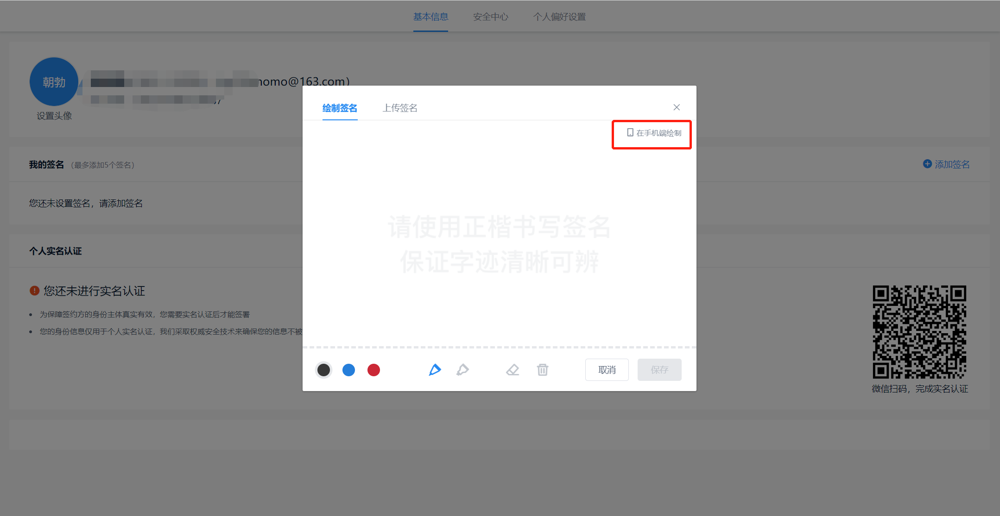 基本信息 安全中心 个人偏好设置
朝勃
nomo@163.com)
设置头像
绘制签名 上传签名
在手机端绘制
我的签名 (最多添加5个签名)
添加签名
您还未设置签名，请添加签名
请使用正楷书写签名
保证字迹清晰可辨
个人实名认证
您还未进行实名认证
为保障签约方的身份主体真实有效，您需要实名认证后才能签署
您的身份信息仅用于个人实名认证，我们采取权威安全技术来确保您的信息不被
取消 保存
微信扫码，完成实名认证